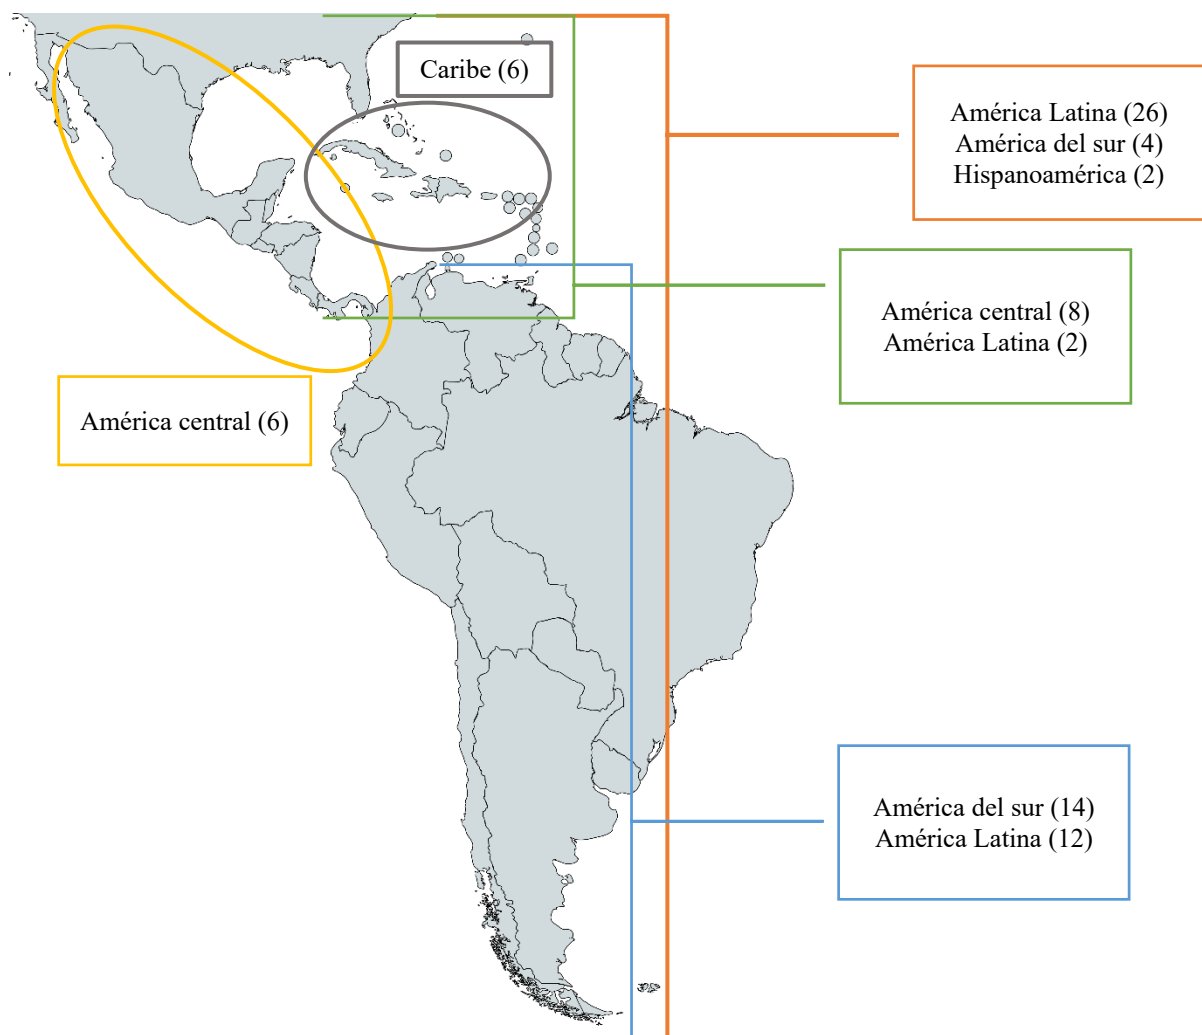 Caribe (6)
América Latina (26)
América del sur (4)
Hispanoamérica (2)
América central (8)
América Latina (2)
América central (6)
América del sur (14)
América Latina (12)